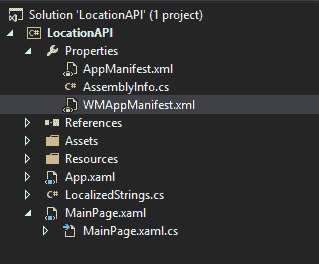 Solution 'LocationAPI' (1 project)
C# LocationAPI
Properties
AppManifest.xml
C# AssemblyInfo.cs
WMAppManifest.xml
References
Assets
Resources
App.xaml
C# LocalizedStrings.cs
MainPage.xaml
MainPage.xaml.cs